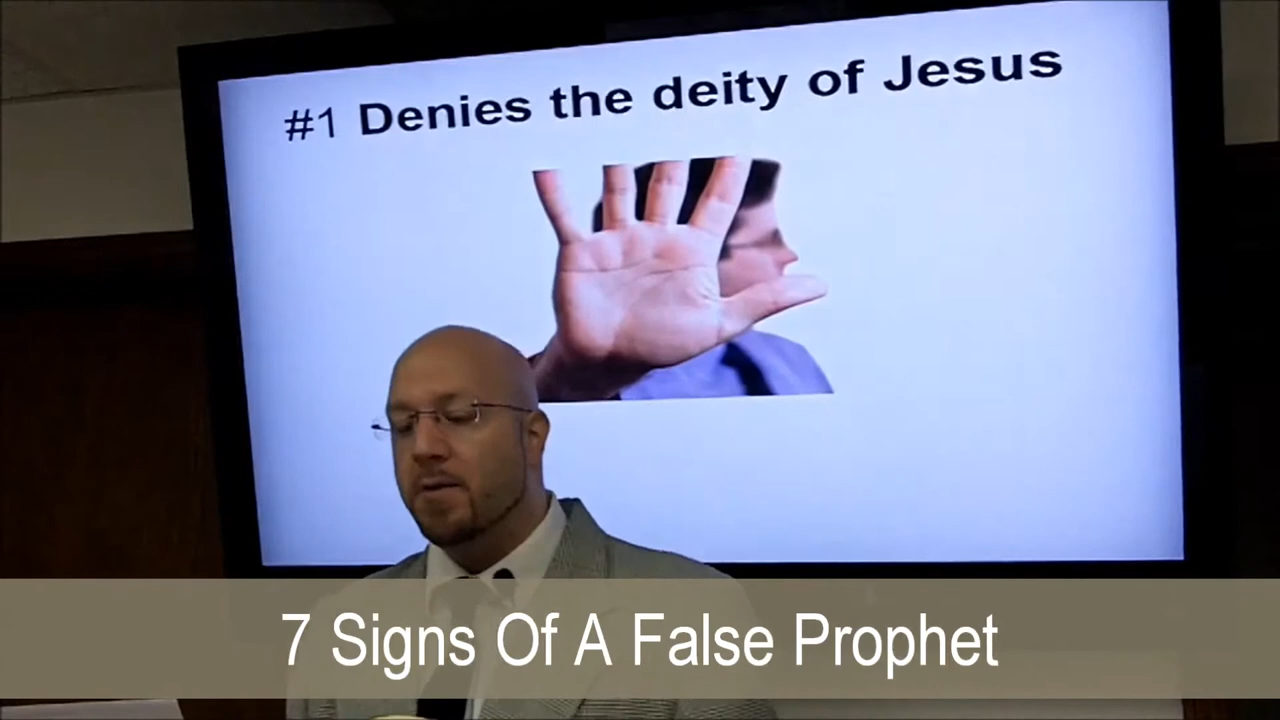 #1 Denies the deity of Jesus
7 Signs Of A False Prophet